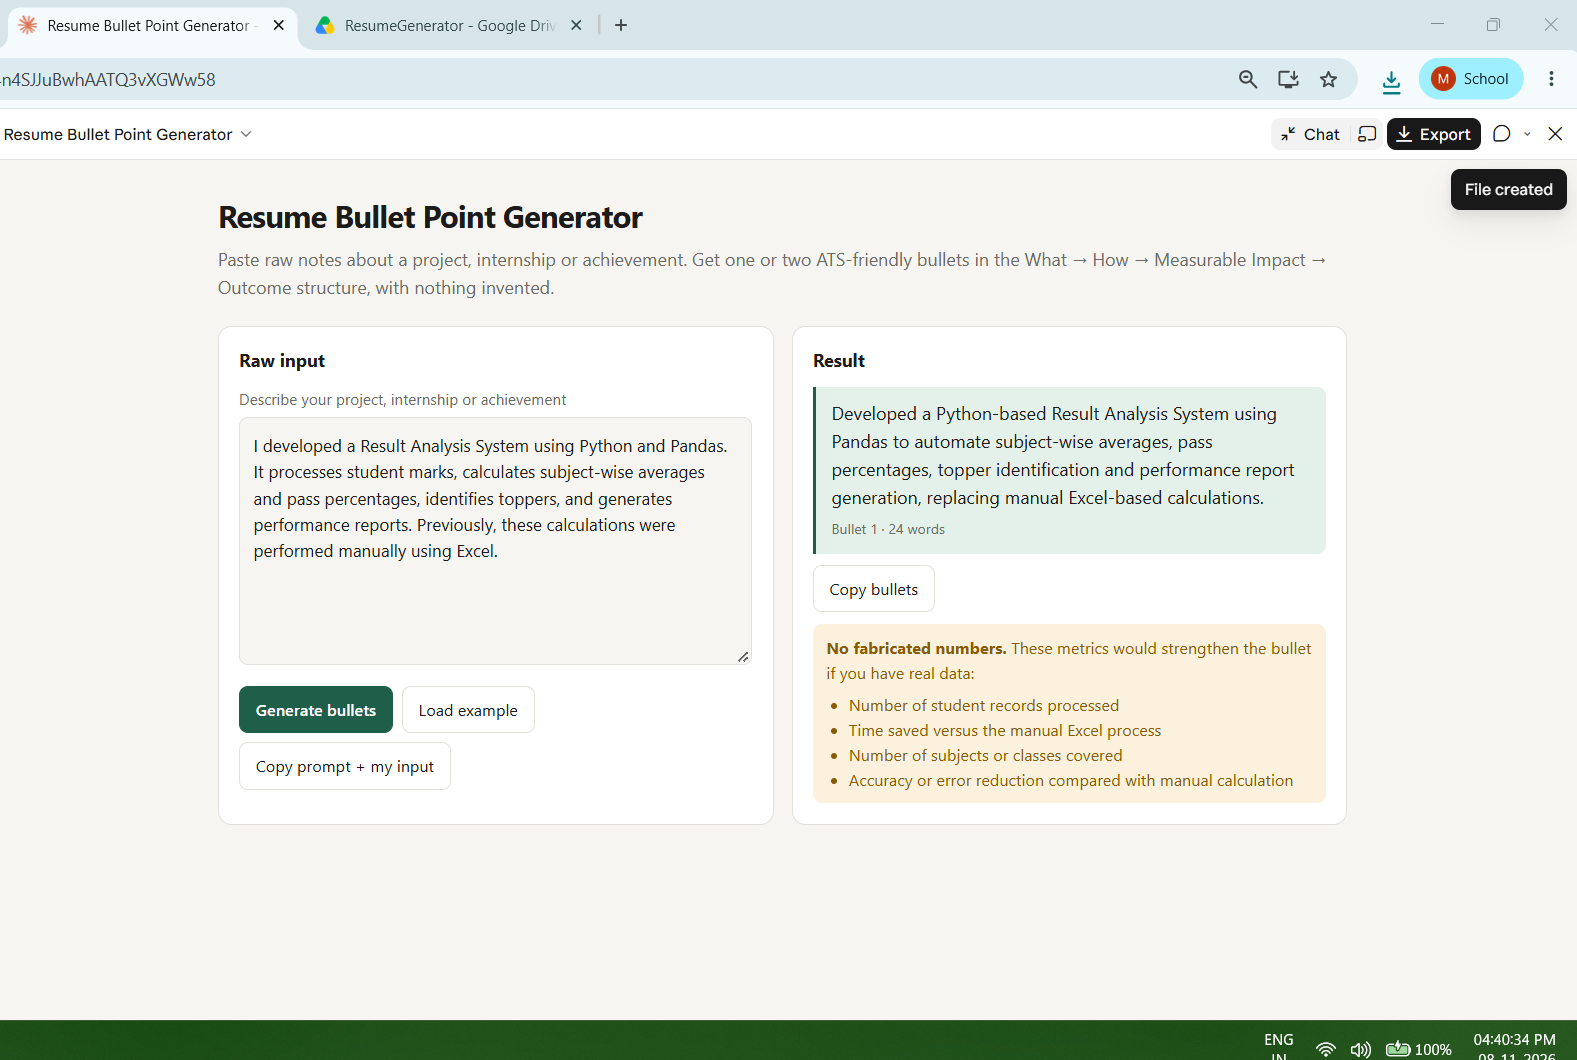 Resume Bullet Point Generator -
ResumeGenerator - Google Driv
n4SJJuBwhAATQ3vXGWw58
M School
Resume Bullet Point Generator
Chat
Export
File created
Resume Bullet Point Generator
Paste raw notes about a project, internship or achievement. Get one or two ATS-friendly bullets in the What → How → Measurable Impact →
Outcome structure, with nothing invented.
Raw input
Describe your project, internship or achievement
I developed a Result Analysis System using Python and Pandas.
It processes student marks, calculates subject-wise averages
and pass percentages, identifies toppers, and generates
performance reports. Previously, these calculations were
performed manually using Excel.
Generate bullets
Load example
Copy prompt + my input
Result
Developed a Python-based Result Analysis System using
Pandas to automate subject-wise averages, pass
percentages, topper identification and performance report
generation, replacing manual Excel-based calculations.
Bullet 1 · 24 words
Copy bullets
No fabricated numbers. These metrics would strengthen the bullet
if you have real data:
• Number of student records processed
• Time saved versus the manual Excel process
• Number of subjects or classes covered
• Accuracy or error reduction compared with manual calculation
ENG
IN
100%
04:40:34 PM
08-11-2026